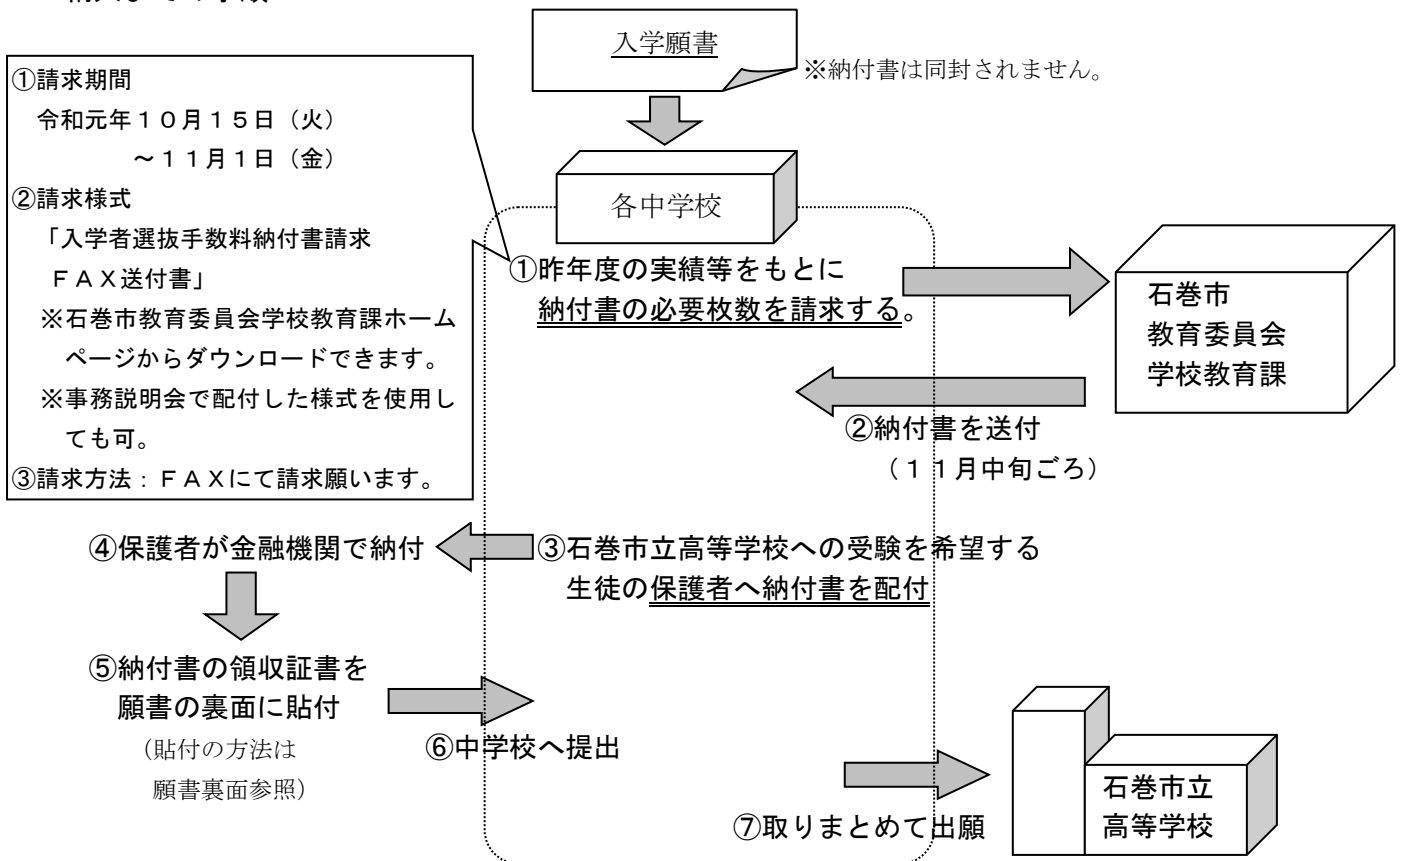 入学願書
※納付書は同封されません。
①請求期間
令和元年１０月１５日（火）
～１１月１日（金）
②請求様式
「入学者選抜手数料納付書請求
ＦＡＸ送付書」
※石巻市教育委員会学校教育課ホーム
ページからダウンロードできます。
※事務説明会で配付した様式を使用し
ても可。
③請求方法：ＦＡＸにて請求願います。
各中学校
①昨年度の実績等をもとに
納付書の必要枚数を請求する。
石巻市
教育委員会
学校教育課
②納付書を送付
（１１月中旬ごろ）
③石巻市立高等学校への受験を希望する
生徒の保護者へ納付書を配付
④保護者が金融機関で納付
⑤納付書の領収証書を
願書の裏面に貼付
（貼付の方法は
願書裏面参照）
⑥中学校へ提出
⑦取りまとめて出願
石巻市立
高等学校